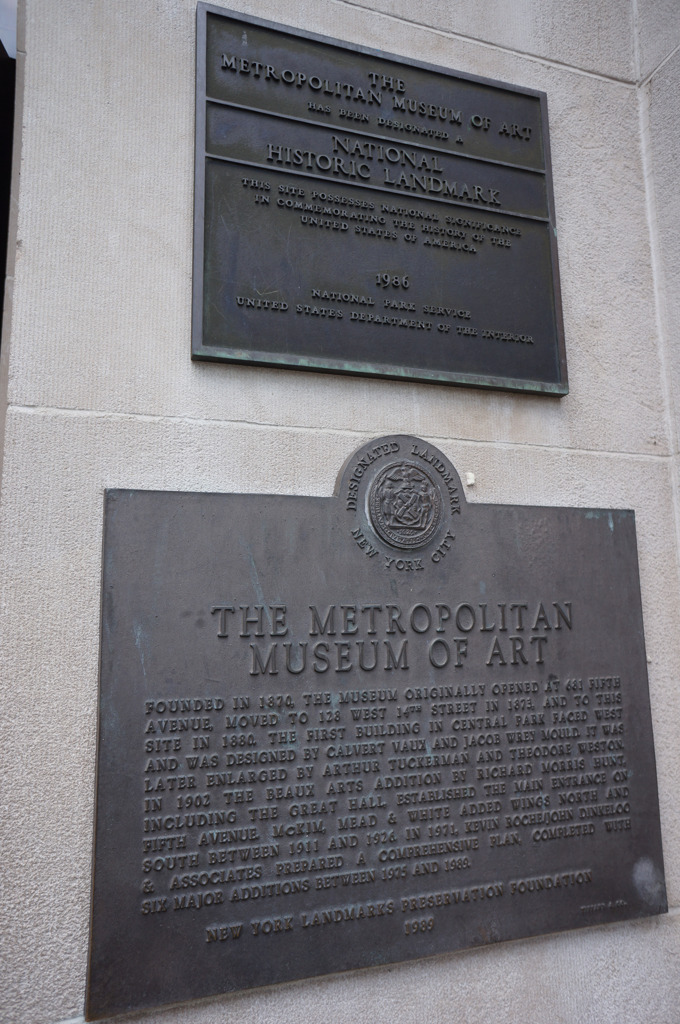 THE
METROPOLITAN MUSEUM OF ART
HAS BEEN DESIGNATED A
NATIONAL
HISTORIC LANDMARK
THIS SITE POSSESSES NATIONAL SIGNIFICANCE
IN COMMEMORATING THE HISTORY OF THE
UNITED STATES OF AMERICA
1986
NATIONAL PARK SERVICE
UNITED STATES DEPARTMENT OF THE INTERIOR
DESIGNATED LANDMARK
NEW YORK CITY
THE METROPOLITAN
MUSEUM OF ART
FOUNDED IN 1870, THE MUSEUM ORIGINALLY OPENED AT 681 FIFTH
AVENUE, MOVED TO 128 WEST 14TH STREET IN 1873, AND TO THIS
SITE IN 1880. THE FIRST BUILDING IN CENTRAL PARK FACED WEST
AND WAS DESIGNED BY CALVERT VAUX AND JACOB WREY MOULD. IT WAS
LATER ENLARGED BY ARTHUR TUCKERMAN AND THEODORE WESTON.
IN 1902 THE BEAUX ARTS ADDITION BY RICHARD MORRIS HUNT,
INCLUDING THE GREAT HALL, ESTABLISHED THE MAIN ENTRANCE ON
FIFTH AVENUE. MCKIM, MEAD & WHITE ADDED WINGS NORTH AND
SOUTH BETWEEN 1911 AND 1926. IN 1971, KEVIN ROCHE/JOHN DINKELOO
& ASSOCIATES PREPARED A COMPREHENSIVE PLAN, COMPLETED WITH
SIX MAJOR ADDITIONS BETWEEN 1975 AND 1989.
NEW YORK LANDMARKS PRESERVATION FOUNDATION
1989